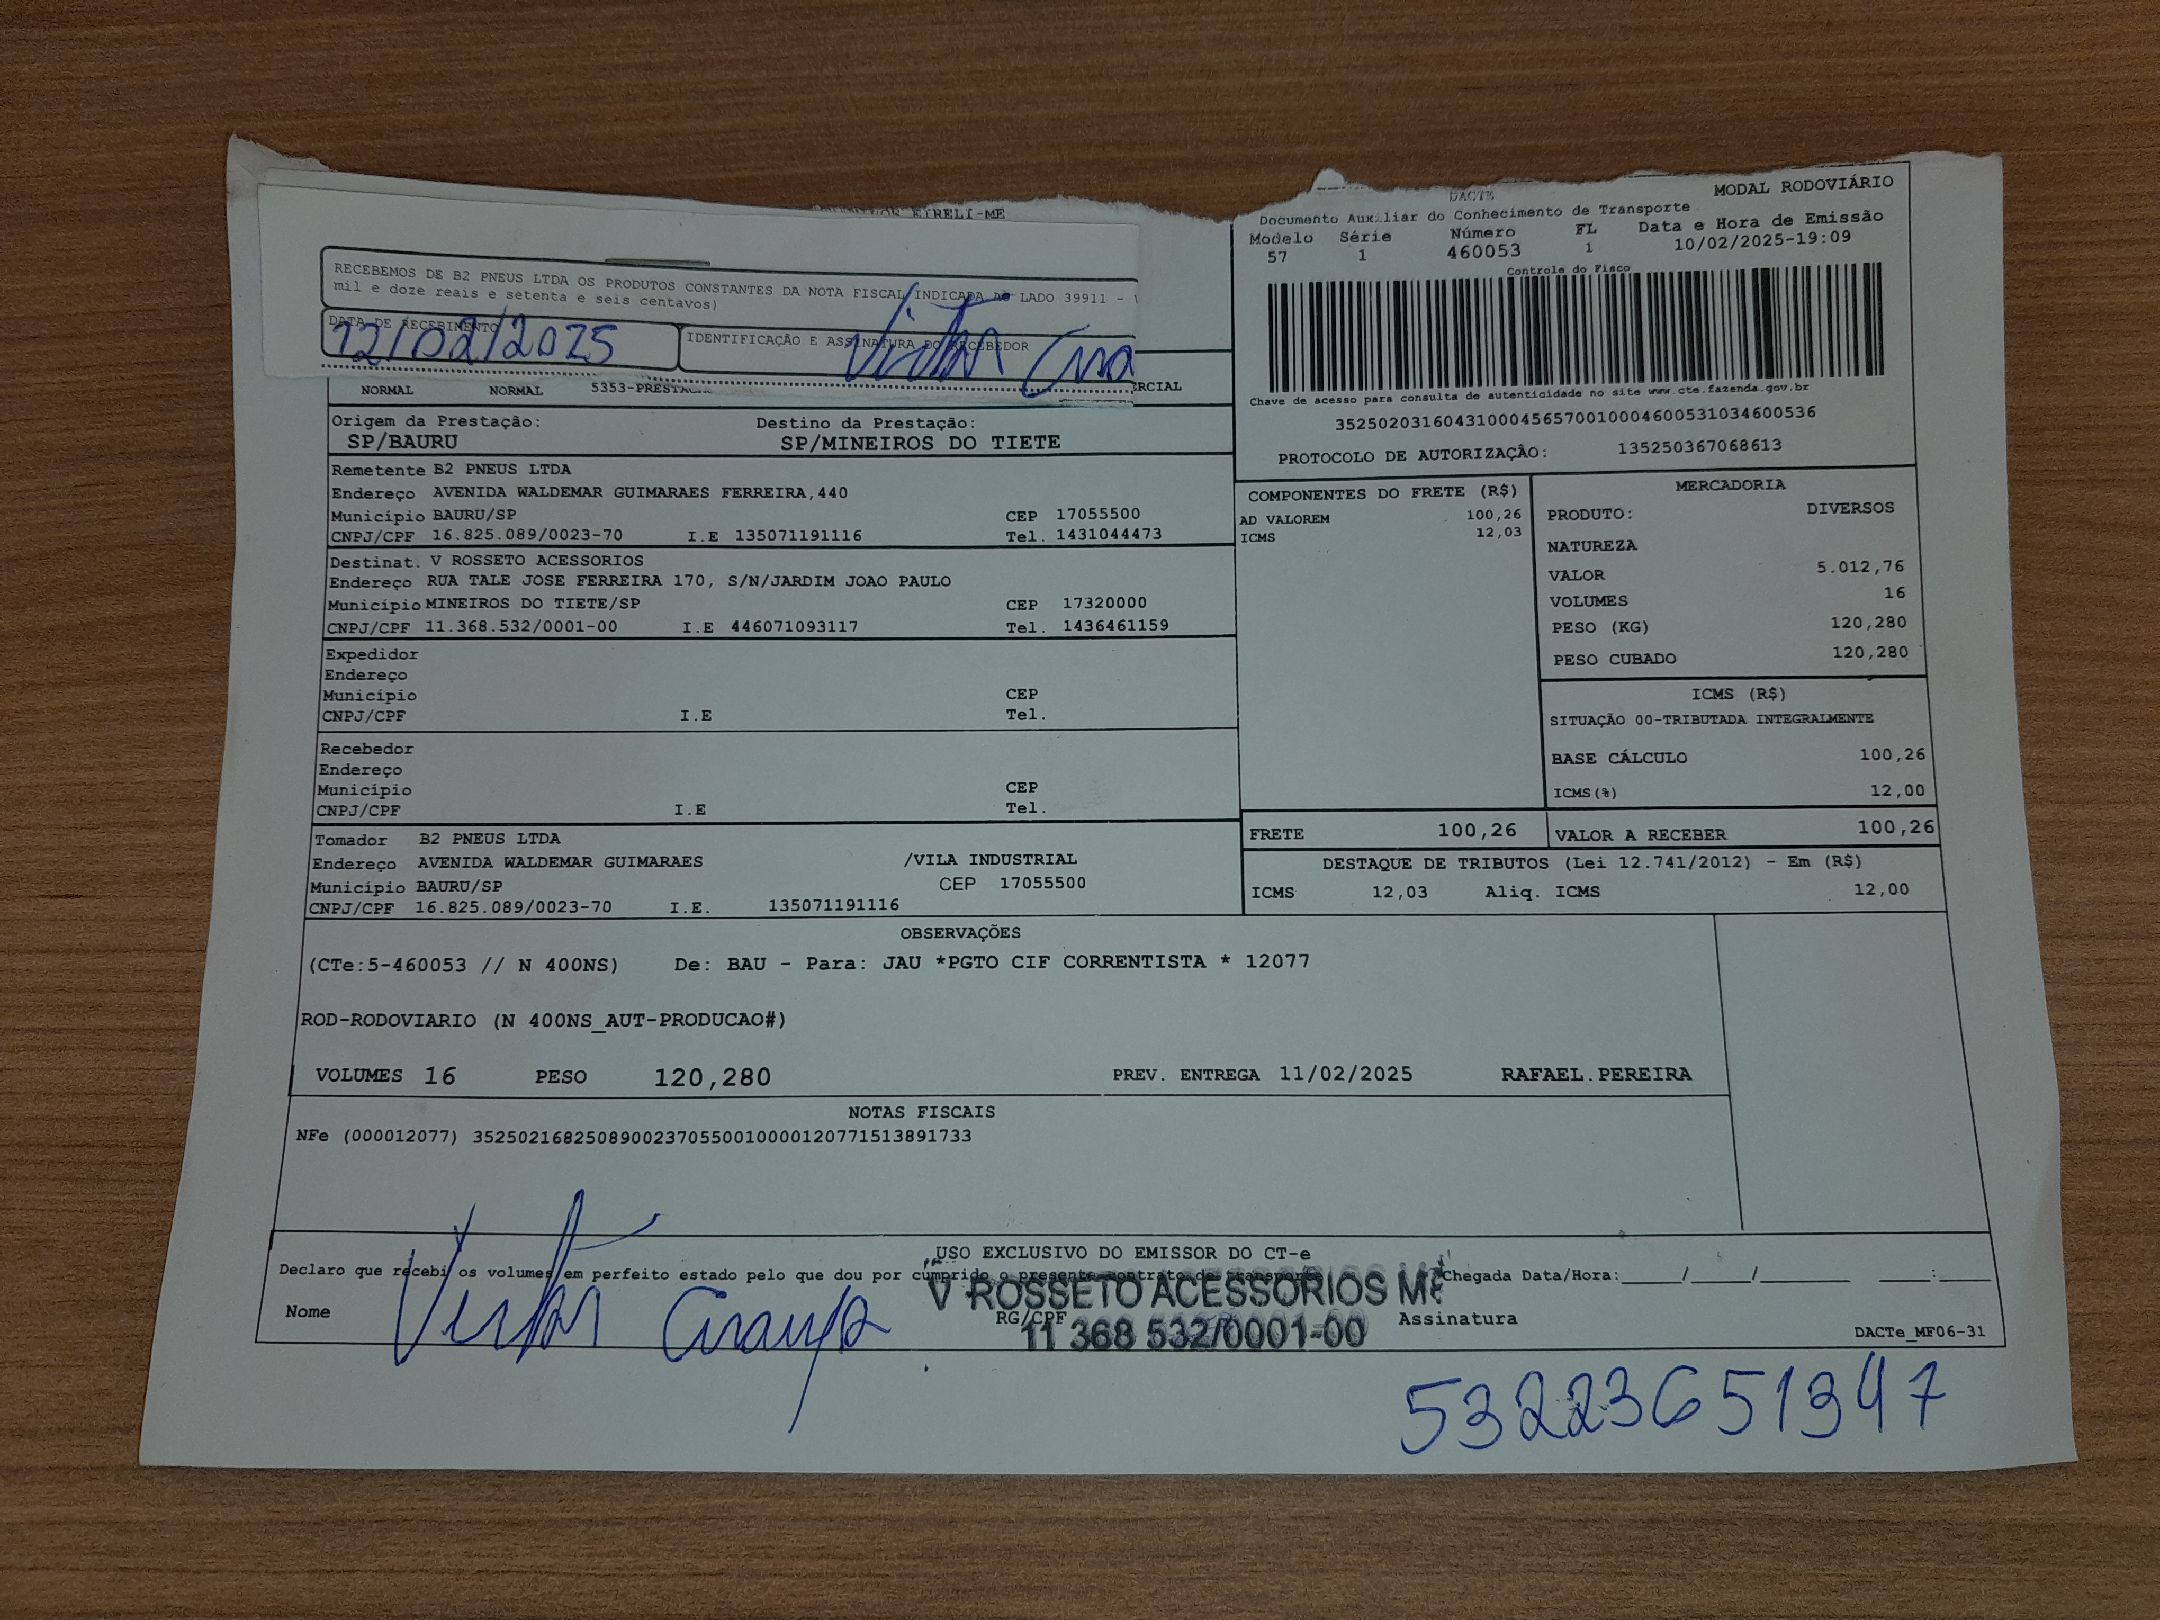 EIRELI-ME
RECEBEMOS DE B2 PNEUS LTDA OS PRODUTOS CONSTANTES DA NOTA FISCAL INDICADA AO LADO 39911 -
mil e doze reais e setenta e seis centavos)
DATA DE RECEBIMENTO
12/02/2025
IDENTIFICAÇÃO E ASSINATURA DO RECEBEDOR
Victor
NORMAL NORMAL 5353-PRESTAC RCIAL
DACTE
MODAL RODOVIÁRIO
Documento Auxiliar do Conhecimento de Transporte
Modelo Série Número FL Data e Hora de Emissão
57 1 460053 1 10/02/2025-19:09
Controle do Fisco
Chave de acesso para consulta de autenticidade no site www.cte.fazenda.gov.br
35250203160431000456570010004600531034600536
PROTOCOLO DE AUTORIZAÇÃO: 135250367068613
Origem da Prestação: Destino da Prestação:
SP/BAURU SP/MINEIROS DO TIETE
Remetente B2 PNEUS LTDA
Endereço AVENIDA WALDEMAR GUIMARAES FERREIRA,440
Município BAURU/SP CEP 17055500
CNPJ/CPF 16.825.089/0023-70 I.E 135071191116 Tel. 1431044473
Destinat. V ROSSETO ACESSORIOS
Endereço RUA TALE JOSE FERREIRA 170, S/N/JARDIM JOAO PAULO
Município MINEIROS DO TIETE/SP CEP 17320000
CNPJ/CPF 11.368.532/0001-00 I.E 446071093117 Tel. 1436461159
Expedidor
Endereço
Município CEP
CNPJ/CPF I.E Tel.
Recebedor
Endereço
Município CEP
CNPJ/CPF I.E Tel.
Tomador B2 PNEUS LTDA
Endereço AVENIDA WALDEMAR GUIMARAES /VILA INDUSTRIAL
Município BAURU/SP CEP 17055500
CNPJ/CPF 16.825.089/0023-70 I.E. 135071191116
COMPONENTES DO FRETE (R$)
AD VALOREM 100,26
ICMS 12,03
MERCADORIA
PRODUTO: DIVERSOS
NATUREZA
VALOR 5.012,76
VOLUMES 16
PESO (KG) 120,280
PESO CUBADO 120,280
ICMS (R$)
SITUAÇÃO 00-TRIBUTADA INTEGRALMENTE
BASE CÁLCULO 100,26
ICMS(%) 12,00
FRETE 100,26 VALOR A RECEBER 100,26
DESTAQUE DE TRIBUTOS (Lei 12.741/2012) - Em (R$)
ICMS 12,03 Aliq. ICMS 12,00
OBSERVAÇÕES
(CTe:5-460053 // N 400NS) De: BAU - Para: JAU *PGTO CIF CORRENTISTA * 12077
ROD-RODOVIARIO (N 400NS_AUT-PRODUCAO#)
VOLUMES 16 PESO 120,280 PREV. ENTREGA 11/02/2025 RAFAEL.PEREIRA
NOTAS FISCAIS
NFe (000012077) 35250216825089002370550010000120771513891733
USO EXCLUSIVO DO EMISSOR DO CT-e
Declaro que recebi os volumes em perfeito estado pelo que dou por cumprido o presente contrato de transporte Chegada Data/Hora:____/____/____ ____:____
V ROSSETO ACESSORIOS ME
Nome Victor RG/CPF Assinatura
11 368 532/0001-00
DACTe_MF06-31
53223651347